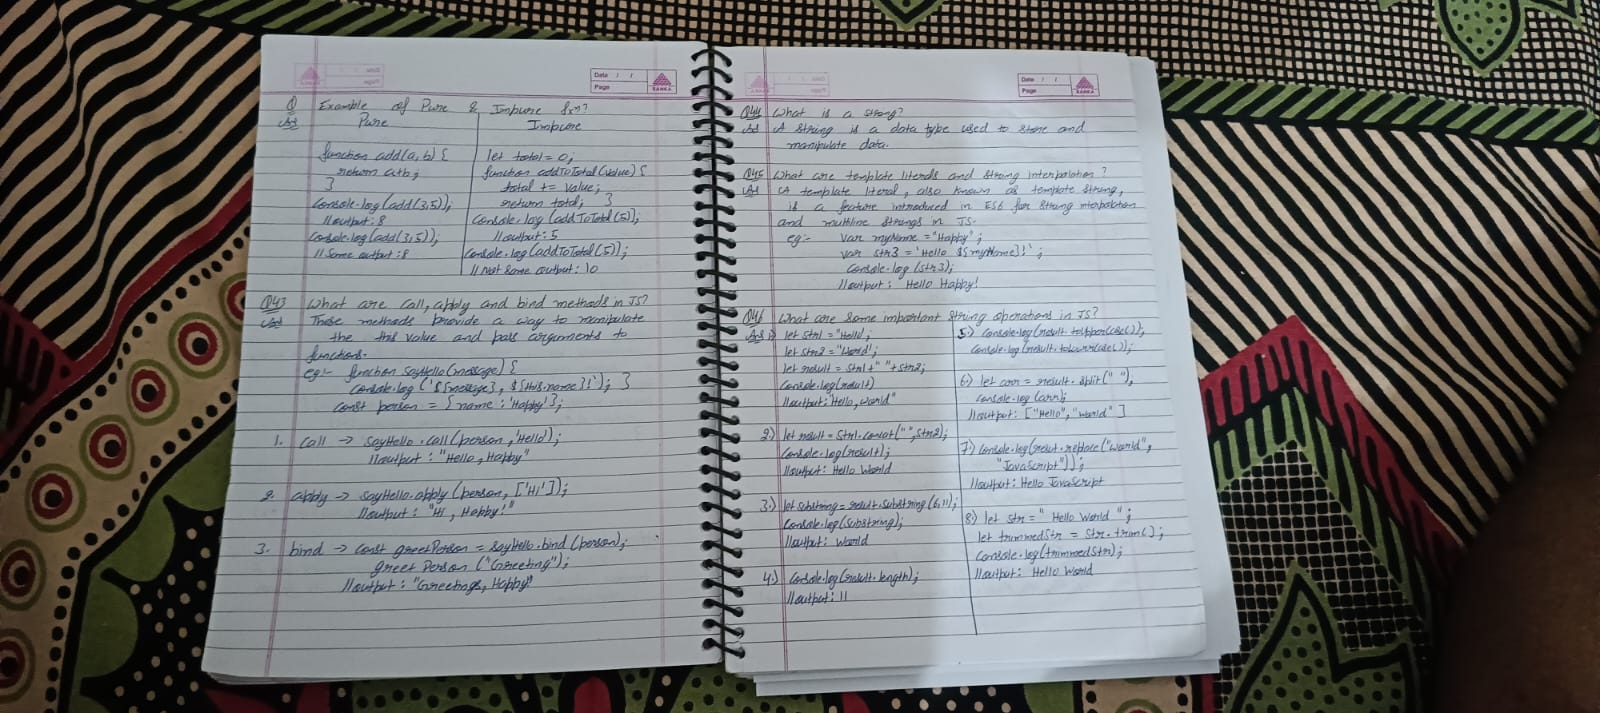 Date / /
Page
SANKA
Q Example of Pure & Impure fxn?
Ans Pure Impure
function add(a, b) {
return a+b;
}
console.log(add(3,5));
//output: 8
console.log(add(3,5));
//Same output: 8
let total = 0;
function addToTotal(value) {
total += value;
return total; }
console.log(addToTotal(5));
//output: 5
console.log(addToTotal(5));
//Not Same output: 10
Q43 What are call, apply and bind methods in JS?
Ans These methods provide a way to manipulate
the this value and pass arguments to
functions.
eg:- function sayHello(message) {
console.log(`${message}, ${this.name}!`); }
const person = { name: 'Happy' };
1. call → sayHello.call(person, 'Hello');
//output: "Hello, Happy"
2. apply → sayHello.apply(person, ['Hi']);
//output: "Hi, Happy!"
3. bind → const greetPerson = sayHello.bind(person);
greetPerson("Greeting");
//output: "Greetings, Happy!"
Date / /
Page
SANKA
Q44 What is a string?
Ans A string is a data type used to store and
manipulate data.
Q45 What are template literals and string interpolation?
Ans A template literal, also known as template string,
is a feature introduced in ES6 for string interpolation
and multiline strings in JS.
eg:- Var myName = "Happy";
Var str3 = `Hello ${myName}!`;
Console.log(str3);
//output: Hello Happy!
Q46 What are some important string operations in JS?
Ans 1) let str1 = "Hello;
let str2 = "World';
let result = str1 + " " + str2;
Console.log(result)
//output: "Hello, World"
2) let result = str1.concat(" ", str2);
Console.log(result);
//output: Hello World
3.) let substring = result.substring(6,11);
Console.log(substring);
//output: World
4.) console.log(result.length);
//output: 11
5.) Console.log(result.toUpperCase());
Console.log(result.toLowerCase());
6.) let arr = result.split(" ");
Console.log(arr);
//output: ["Hello", "World"]
7) Console.log(result.replace("World",
"JavaScript"));
//output: Hello JavaScript
8) let str = " Hello World ";
let trimmedStr = Str.trim();
Console.log(trimmedStr);
//output: Hello World